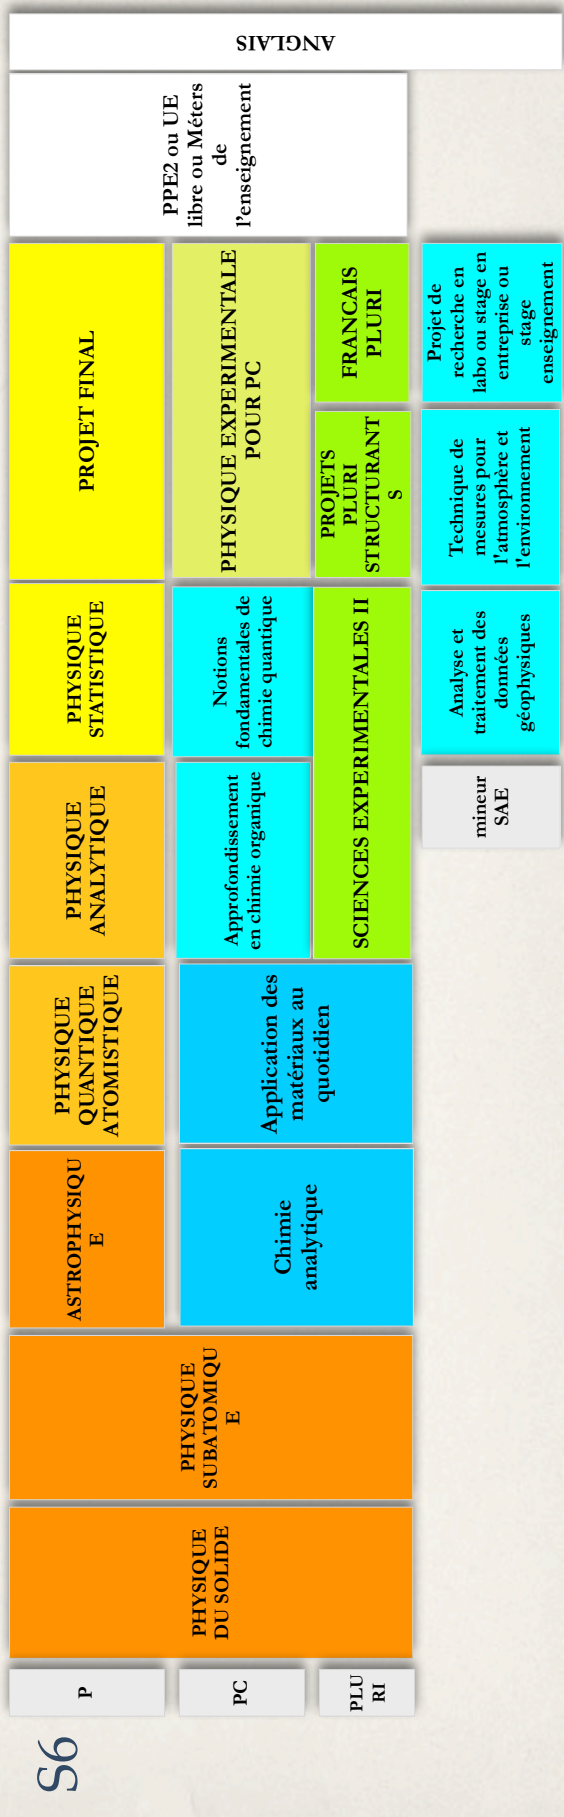 S6
P
PHYSIQUE
DU SOLIDE
PHYSIQUE
SUBATOMIQU
E
ASTROPHYSIQU
E
PHYSIQUE
QUANTIQUE
ATOMISTIQUE
PHYSIQUE
ANALYTIQUE
PHYSIQUE
STATISTIQUE
PROJET FINAL
PPE2 ou UE
libre ou Méters
de
l'enseignement
ANGLAIS
PC
Chimie
analytique
Application des
matériaux au
quotidien
Approfondissement
en chimie organique
Notions
fondamentales de
chimie quantique
PHYSIQUE EXPERIMENTALE
POUR PC
PLU
RI
SCIENCES EXPERIMENTALES II
PROJETS
PLURI
STRUCTURANT
S
FRANCAIS
PLURI
mineur
SAE
Analyse et
traitement des
données
géophysiques
Technique de
mesures pour
l'atmosphère et
l'environnement
Projet de
recherche en
labo ou stage en
entreprise ou
stage
enseignement